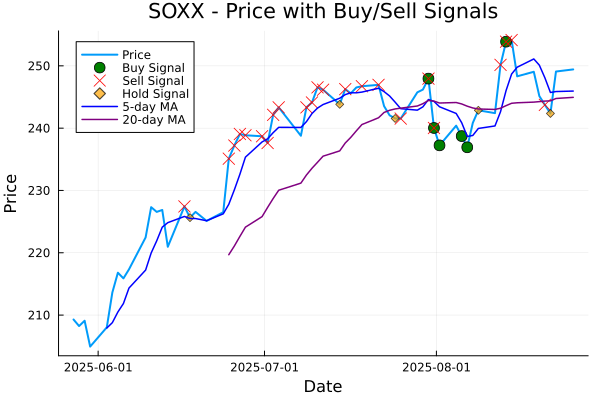 SOXX - Price with Buy/Sell Signals
Price
Buy Signal
Sell Signal
Hold Signal
5-day MA
20-day MA
250
240
230
220
210
Price
2025-06-01
2025-07-01
2025-08-01
Date